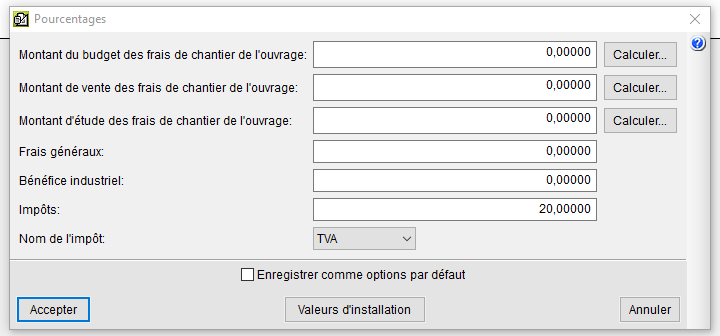 Pourcentages
Montant du budget des frais de chantier de l'ouvrage: 0,00000 Calculer...
Montant de vente des frais de chantier de l'ouvrage: 0,00000 Calculer...
Montant d'étude des frais de chantier de l'ouvrage: 0,00000 Calculer...
Frais généraux: 0,00000
Bénéfice industriel: 0,00000
Impôts: 20,00000
Nom de l'impôt: TVA
Enregistrer comme options par défaut
Accepter Valeurs d'installation Annuler